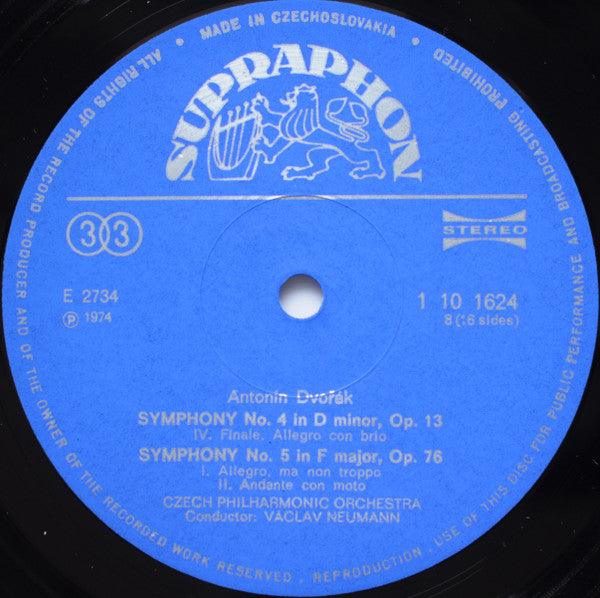 MADE IN CZECHOSLOVAKIA
ALL RIGHTS OF THE RECORD PRODUCER AND OF THE OWNER OF THE RECORDED WORK RESERVED . REPRODUCTION . USE OF THIS DISC FOR PUBLIC PERFORMANCE AND BROADCASTING PROHIBITED
SUPRAPHON
33
STEREO
E 2734
1 10 1624
Ⓟ 1974
8 (16 sides)
Antonín Dvořák
SYMPHONY No. 4 in D minor, Op. 13
IV. Finale. Allegro con brio
SYMPHONY No. 5 in F major, Op. 76
I. Allegro, ma non troppo
II. Andante con moto
CZECH PHILHARMONIC ORCHESTRA
Conductor: VÁCLAV NEUMANN